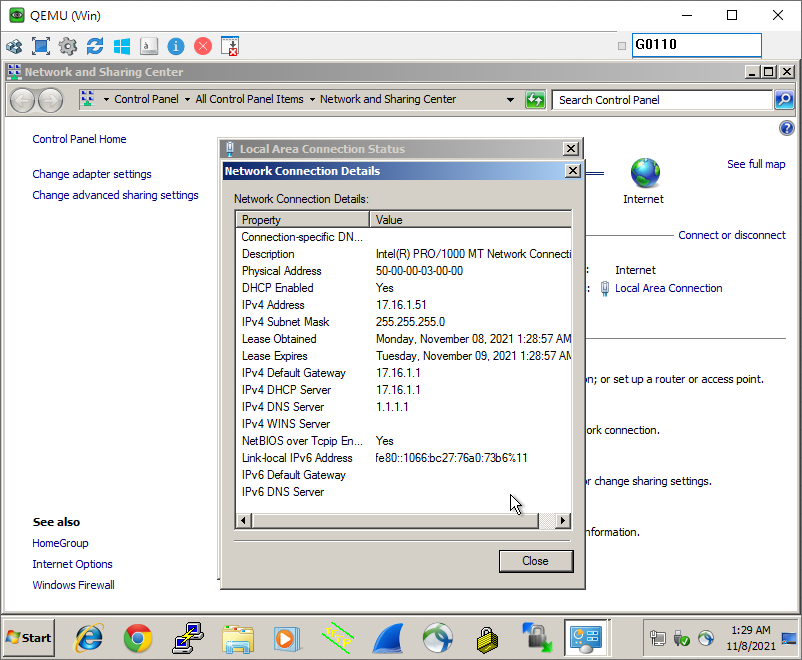 QEMU (Win)
G0110
Network and Sharing Center
Control Panel All Control Panel Items Network and Sharing Center
Search Control Panel
Control Panel Home
Change adapter settings
Change advanced sharing settings
See also
HomeGroup
Internet Options
Windows Firewall
See full map
Internet
Connect or disconnect
Internet
Local Area Connection
; or set up a router or access point.
connection.
change sharing settings.
Local Area Connection Status
Network Connection Details
Network Connection Details:
Property Value
Connection-specific DN...
Description Intel(R) PRO/1000 MT Network Connecti
Physical Address 50-00-00-03-00-00
DHCP Enabled Yes
IPv4 Address 17.16.1.51
IPv4 Subnet Mask 255.255.255.0
Lease Obtained Monday, November 08, 2021 1:28:57 AM
Lease Expires Tuesday, November 09, 2021 1:28:57 AM
IPv4 Default Gateway 17.16.1.1
IPv4 DHCP Server 17.16.1.1
IPv4 DNS Server 1.1.1.1
IPv4 WINS Server
NetBIOS over Tcpip En... Yes
Link-local IPv6 Address fe80::1066:bc27:76a0:73b6%11
IPv6 Default Gateway
IPv6 DNS Server
Close
Start
1:29 AM
11/8/2021